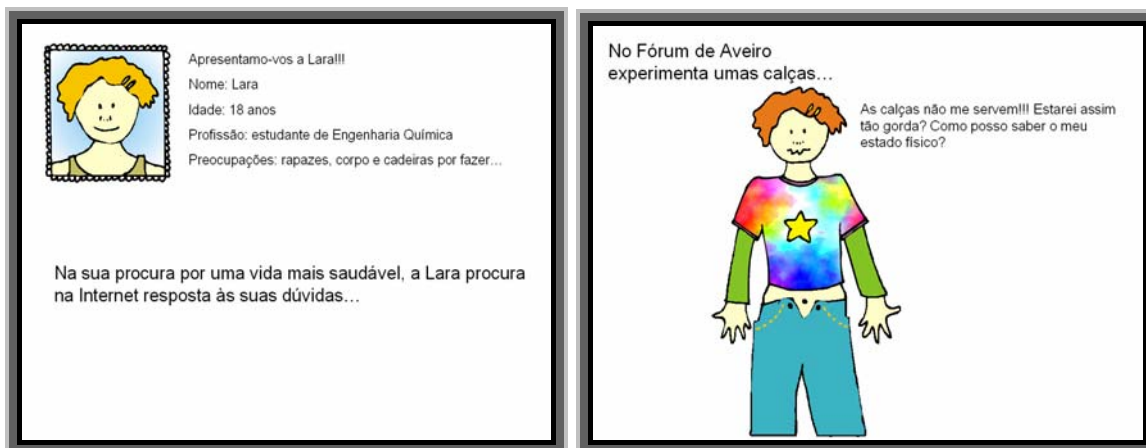 Apresentamo-vos a Lara!!!
Nome: Lara
Idade: 18 anos
Profissão: estudante de Engenharia Química
Preocupações: rapazes, corpo e cadeiras por fazer…
Na sua procura por uma vida mais saudável, a Lara procura
na Internet resposta às suas dúvidas…
No Fórum de Aveiro
experimenta umas calças…
As calças não me servem!!! Estarei assim
tão gorda? Como posso saber o meu
estado físico?